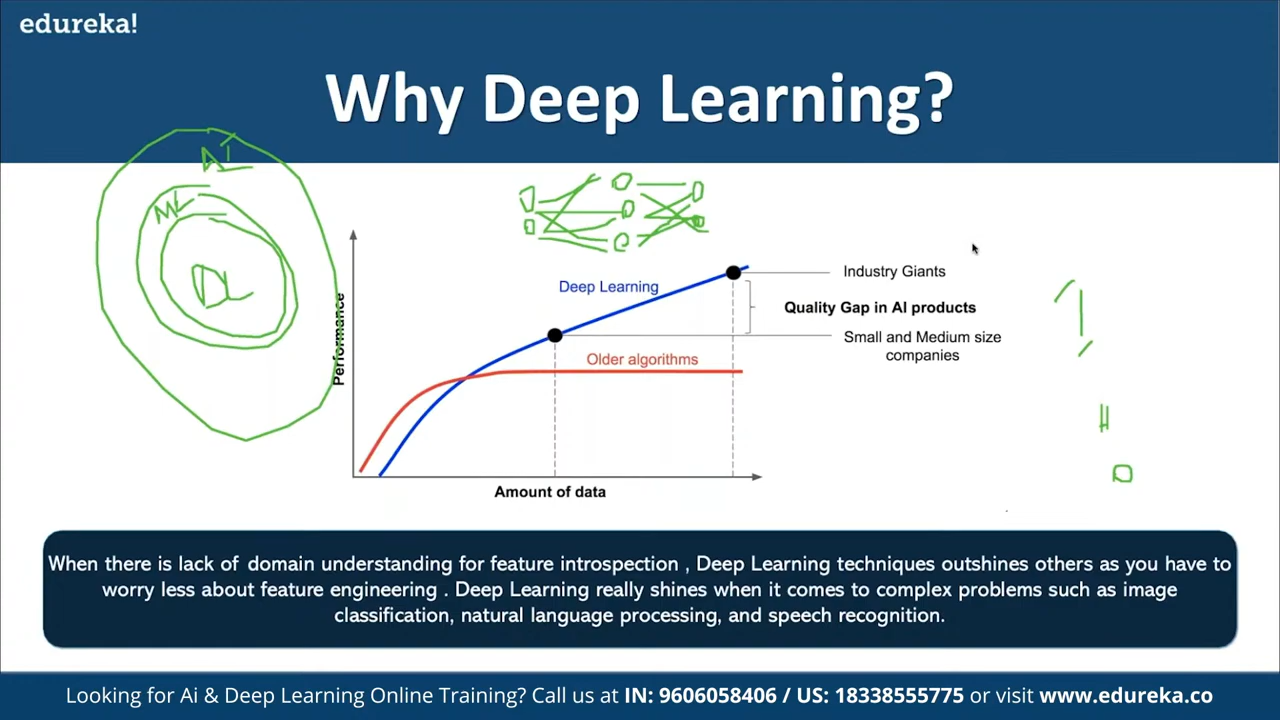 edureka!
Why Deep Learning?
AI
ML
DL
Performance
Deep Learning
Older algorithms
Industry Giants
Quality Gap in AI products
Small and Medium size
companies
Amount of data
When there is lack of domain understanding for feature introspection , Deep Learning techniques outshines others as you have to
worry less about feature engineering . Deep Learning really shines when it comes to complex problems such as image
classification, natural language processing, and speech recognition.
Looking for Ai & Deep Learning Online Training? Call us at IN: 9606058406 / US: 18338555775 or visit www.edureka.co